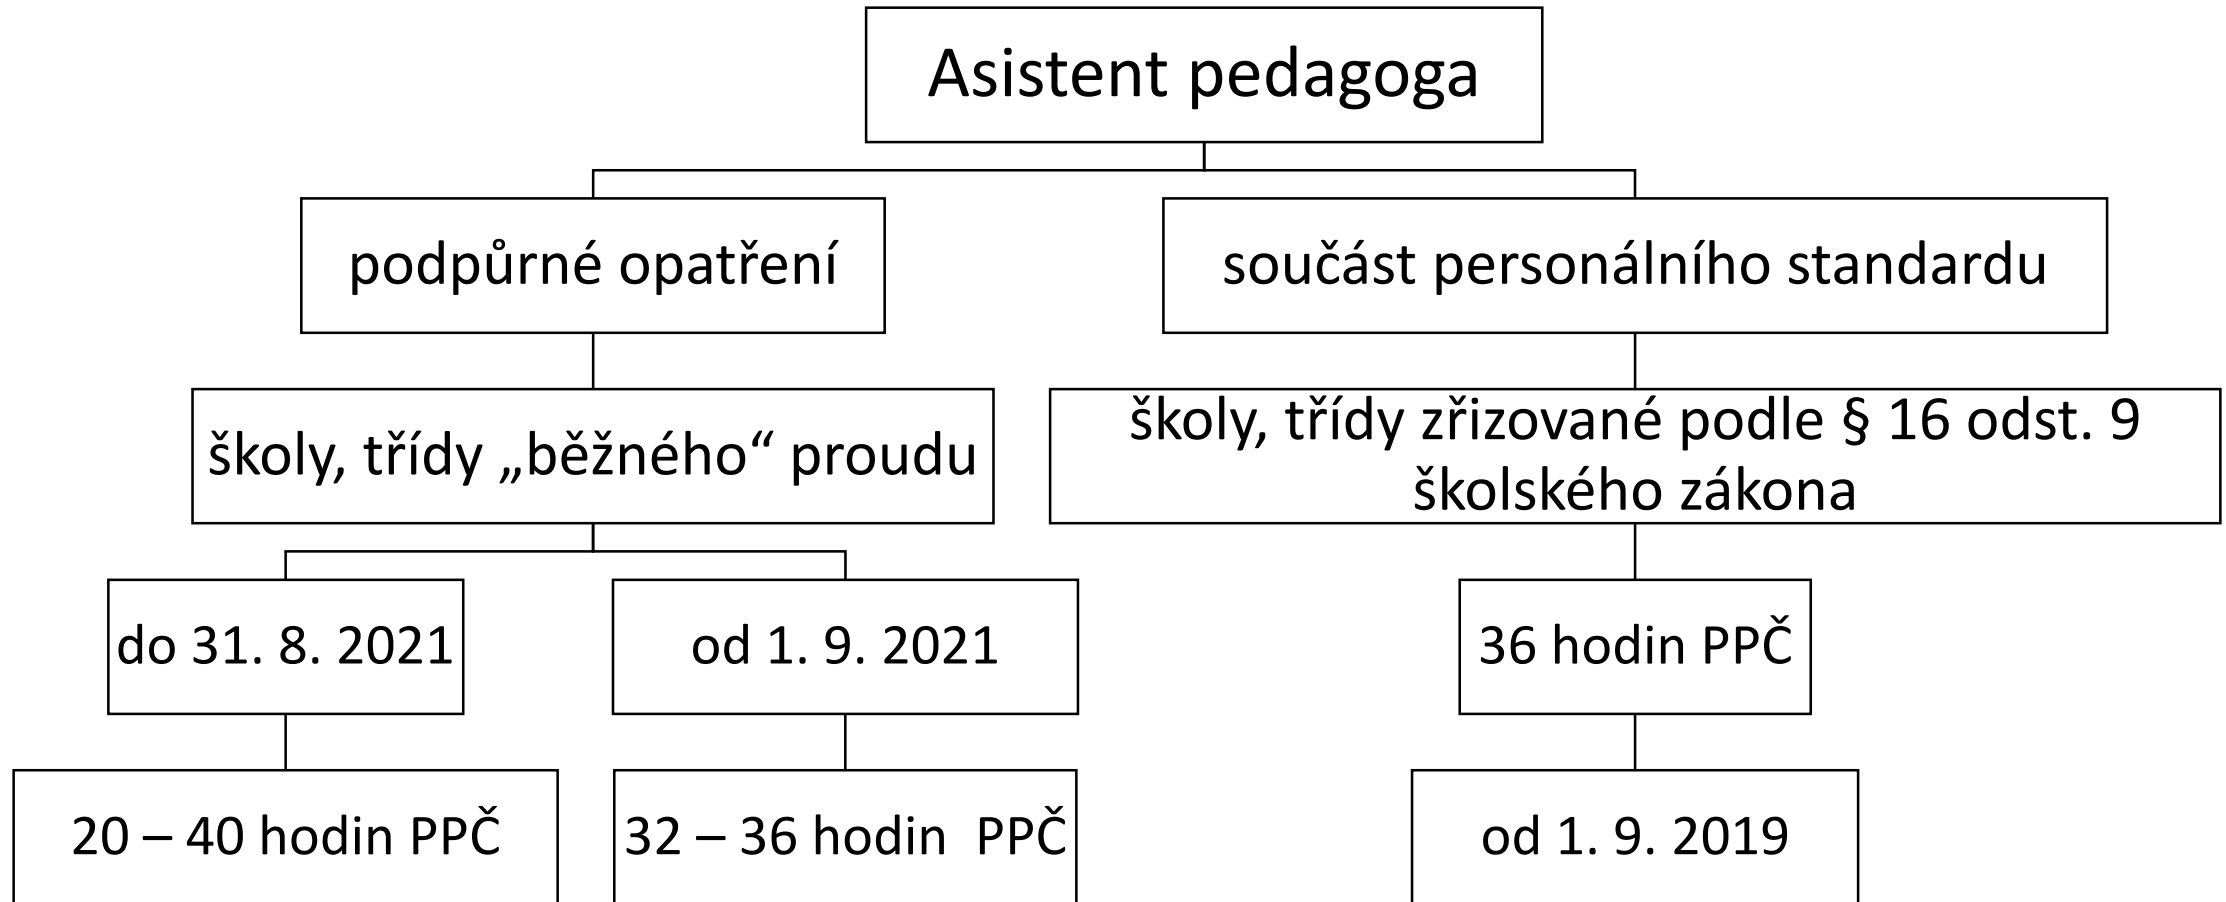 Asistent pedagoga
podpůrné opatření
součást personálního standardu
školy, třídy „běžného“ proudu
školy, třídy zřizované podle § 16 odst. 9
školského zákona
do 31. 8. 2021
od 1. 9. 2021
36 hodin PPČ
20 – 40 hodin PPČ
32 – 36 hodin  PPČ
od 1. 9. 2019